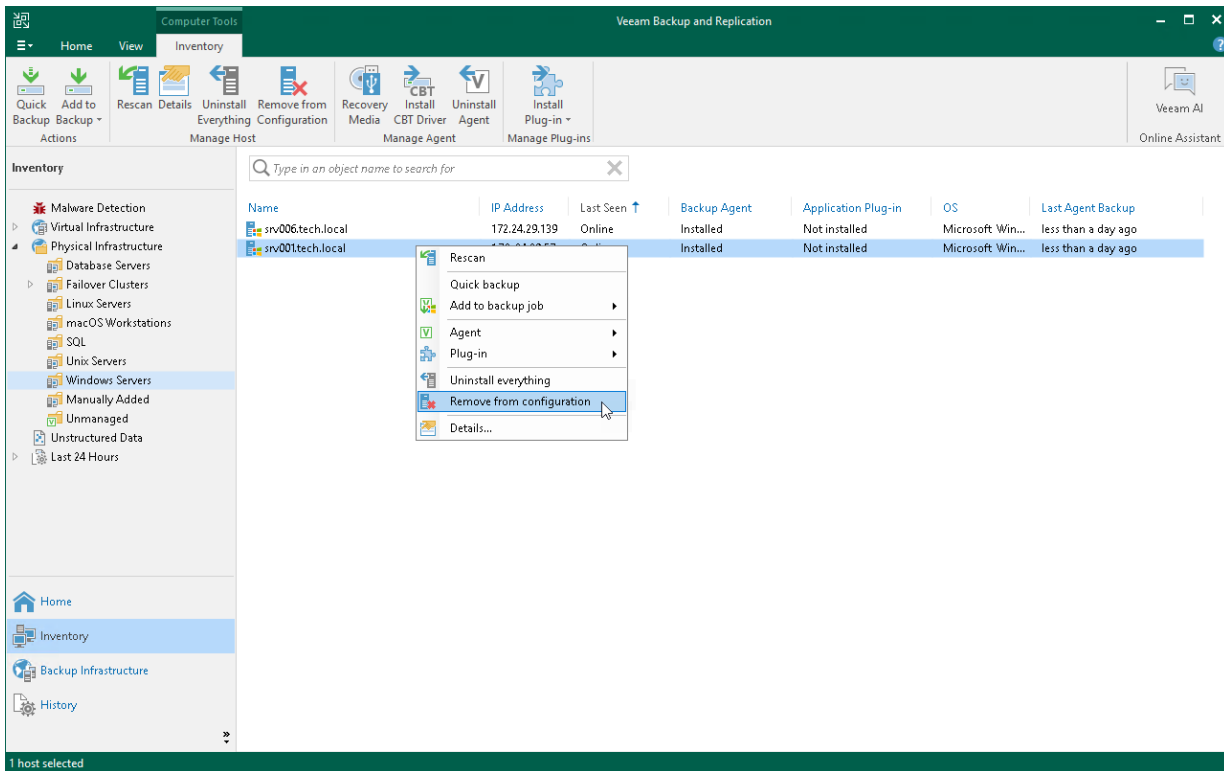 Computer Tools
Veeam Backup and Replication
Home View Inventory
Quick Backup
Add to Backup
Rescan
Details
Uninstall Everything
Remove from Configuration
Recovery Media
Install CBT Driver
Uninstall Agent
Install Plug-in
Veeam AI
Actions
Manage Host
Manage Agent
Manage Plug-ins
Online Assistant
Inventory
Type in an object name to search for
Malware Detection
Virtual Infrastructure
Physical Infrastructure
Database Servers
Failover Clusters
Linux Servers
macOS Workstations
SQL
Unix Servers
Windows Servers
Manually Added
Unmanaged
Unstructured Data
Last 24 Hours
Name IP Address Last Seen Backup Agent Application Plug-in OS Last Agent Backup
srv006.tech.local 172.24.29.139 Online Installed Not installed Microsoft Win... less than a day ago
srv001.tech.local Installed Not installed Microsoft Win... less than a day ago
Rescan
Quick backup
Add to backup job
Agent
Plug-in
Uninstall everything
Remove from configuration
Details...
Home
Inventory
Backup Infrastructure
History
1 host selected